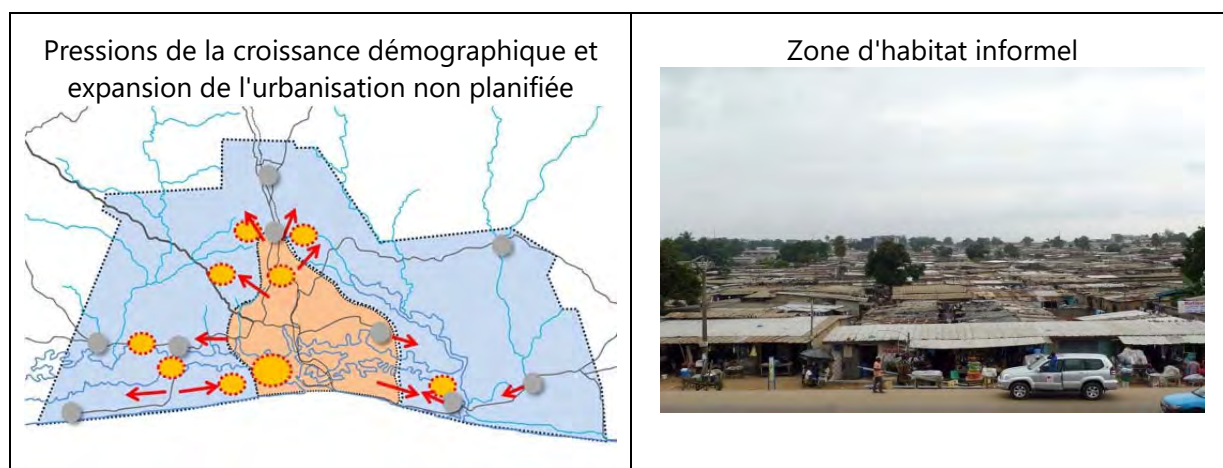 Pressions de la croissance démographique et
expansion de l'urbanisation non planifiée
Zone d'habitat informel